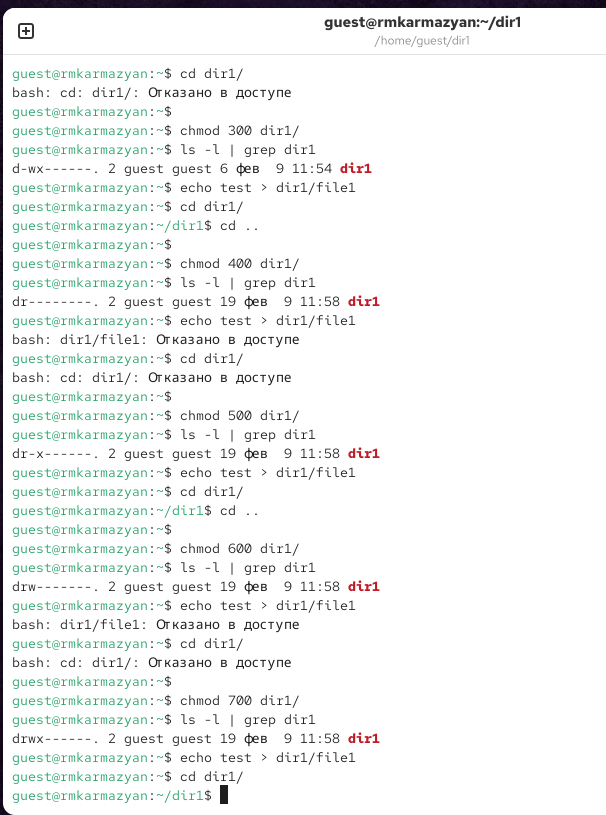 guest@rmkarmazyan:~/dir1
/home/guest/dir1
guest@rmkarmazyan:~$ cd dir1/
bash: cd: dir1/: Отказано в доступе
guest@rmkarmazyan:~$
guest@rmkarmazyan:~$ chmod 300 dir1/
guest@rmkarmazyan:~$ ls -l | grep dir1
d-wx------. 2 guest guest 6 фев  9 11:54 dir1
guest@rmkarmazyan:~$ echo test > dir1/file1
guest@rmkarmazyan:~$ cd dir1/
guest@rmkarmazyan:~/dir1$ cd ..
guest@rmkarmazyan:~$
guest@rmkarmazyan:~$ chmod 400 dir1/
guest@rmkarmazyan:~$ ls -l | grep dir1
dr--------. 2 guest guest 19 фев  9 11:58 dir1
guest@rmkarmazyan:~$ echo test > dir1/file1
bash: dir1/file1: Отказано в доступе
guest@rmkarmazyan:~$ cd dir1/
bash: cd: dir1/: Отказано в доступе
guest@rmkarmazyan:~$
guest@rmkarmazyan:~$ chmod 500 dir1/
guest@rmkarmazyan:~$ ls -l | grep dir1
dr-x------. 2 guest guest 19 фев  9 11:58 dir1
guest@rmkarmazyan:~$ echo test > dir1/file1
guest@rmkarmazyan:~$ cd dir1/
guest@rmkarmazyan:~/dir1$ cd ..
guest@rmkarmazyan:~$
guest@rmkarmazyan:~$ chmod 600 dir1/
guest@rmkarmazyan:~$ ls -l | grep dir1
drw-------. 2 guest guest 19 фев  9 11:58 dir1
guest@rmkarmazyan:~$ echo test > dir1/file1
bash: dir1/file1: Отказано в доступе
guest@rmkarmazyan:~$ cd dir1/
bash: cd: dir1/: Отказано в доступе
guest@rmkarmazyan:~$
guest@rmkarmazyan:~$ chmod 700 dir1/
guest@rmkarmazyan:~$ ls -l | grep dir1
drwx------. 2 guest guest 19 фев  9 11:58 dir1
guest@rmkarmazyan:~$ echo test > dir1/file1
guest@rmkarmazyan:~$ cd dir1/
guest@rmkarmazyan:~/dir1$